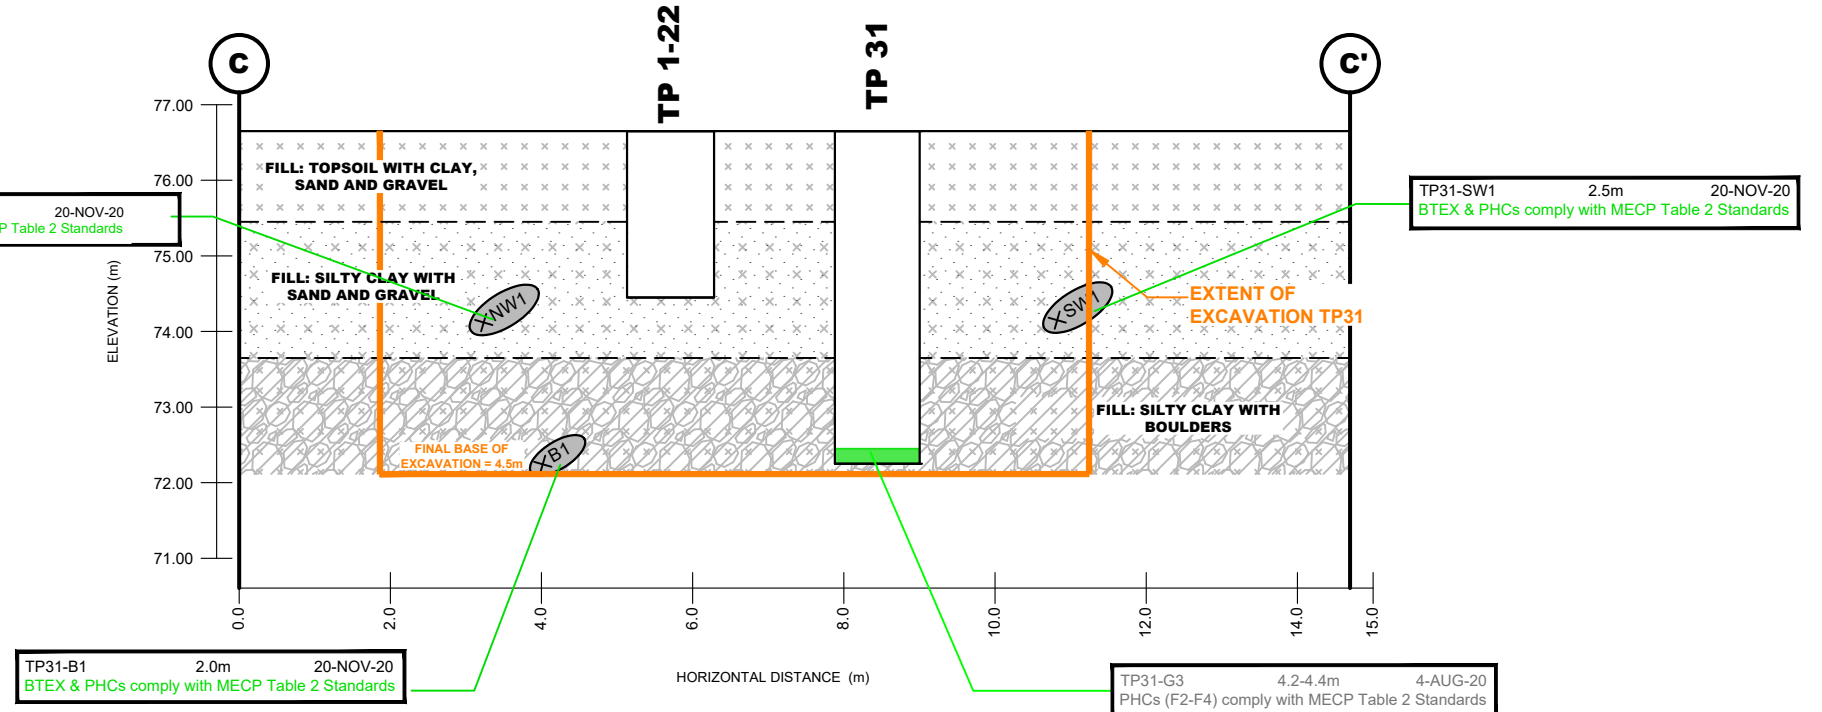 C
TP 1-22
TP 31
C'
77.00
76.00
75.00
74.00
73.00
72.00
71.00
ELEVATION (m)
FILL: TOPSOIL WITH CLAY,
SAND AND GRAVEL
20-NOV-20
P Table 2 Standards
TP31-SW1 2.5m 20-NOV-20
BTEX & PHCs comply with MECP Table 2 Standards
FILL: SILTY CLAY WITH
SAND AND GRAVEL
NW1
SW1
EXTENT OF
EXCAVATION TP31
FILL: SILTY CLAY WITH
BOULDERS
FINAL BASE OF
EXCAVATION = 4.5m
B1
0.0
2.0
4.0
6.0
8.0
10.0
12.0
14.0
15.0
HORIZONTAL DISTANCE (m)
TP31-B1 2.0m 20-NOV-20
BTEX & PHCs comply with MECP Table 2 Standards
TP31-G3 4.2-4.4m 4-AUG-20
PHCs (F2-F4) comply with MECP Table 2 Standards